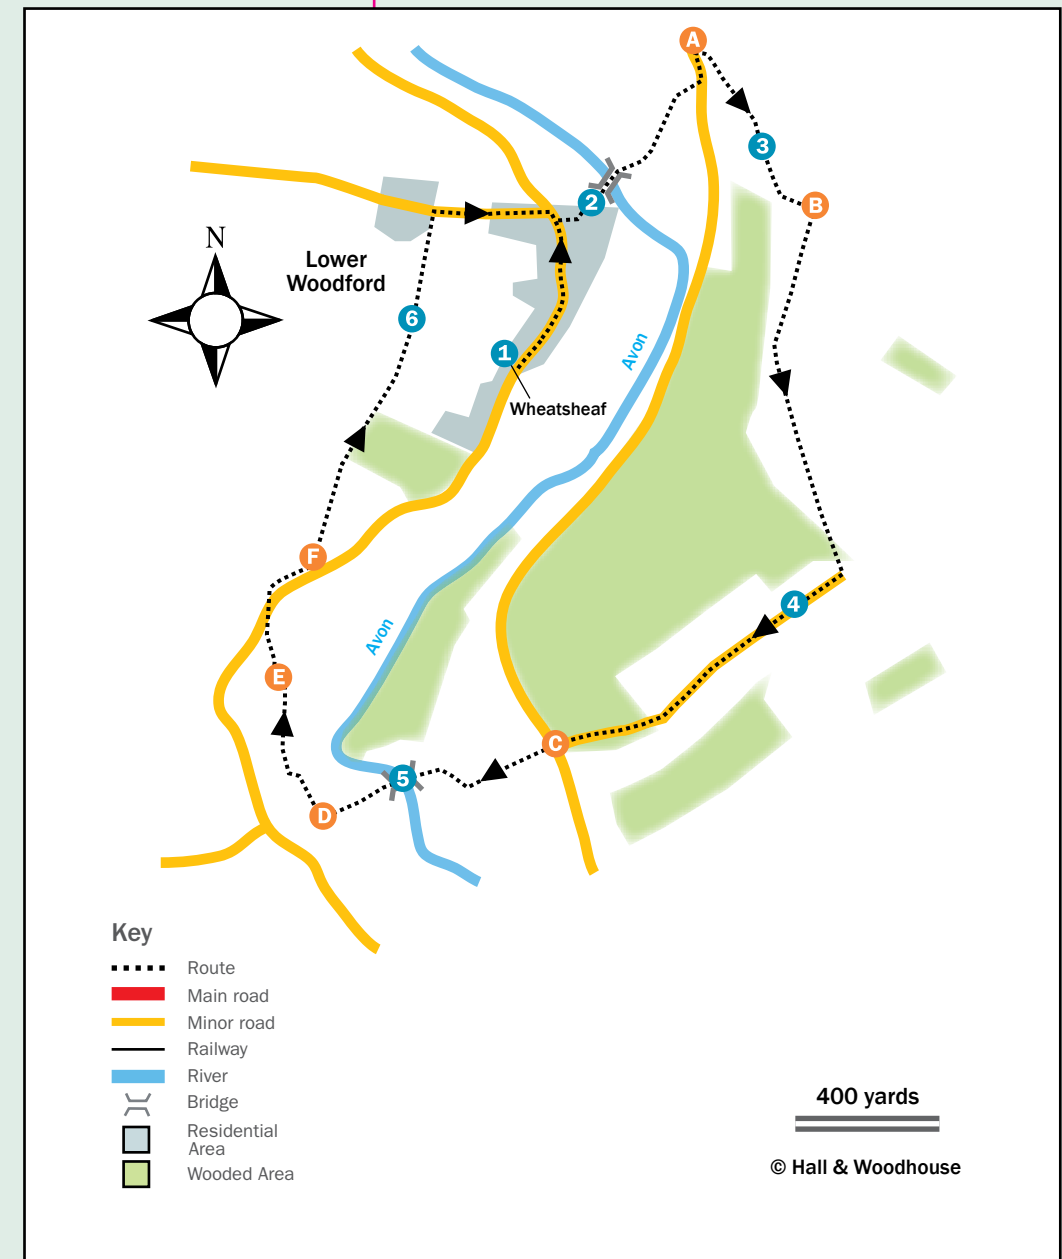 A
3
B
2
N
Lower
Woodford
6
1
Avon
Wheatsheaf
F
4
Avon
E
C
5
D
Key
Route
Main road
Minor road
Railway
River
Bridge
Residential
Area
Wooded Area
400 yards
© Hall & Woodhouse